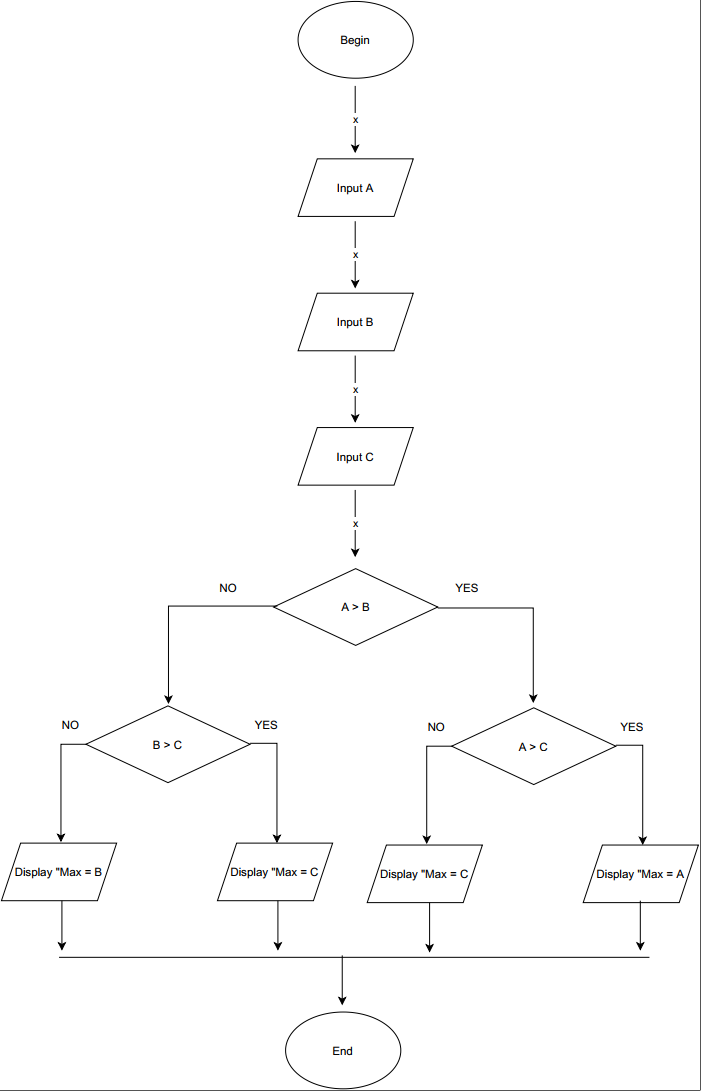 Begin
x
Input A
x
Input B
x
Input C
x
NO
YES
A > B
NO
YES
NO
YES
B > C
A > C
Display "Max = B
Display "Max = C
Display "Max = C
Display "Max = A
End